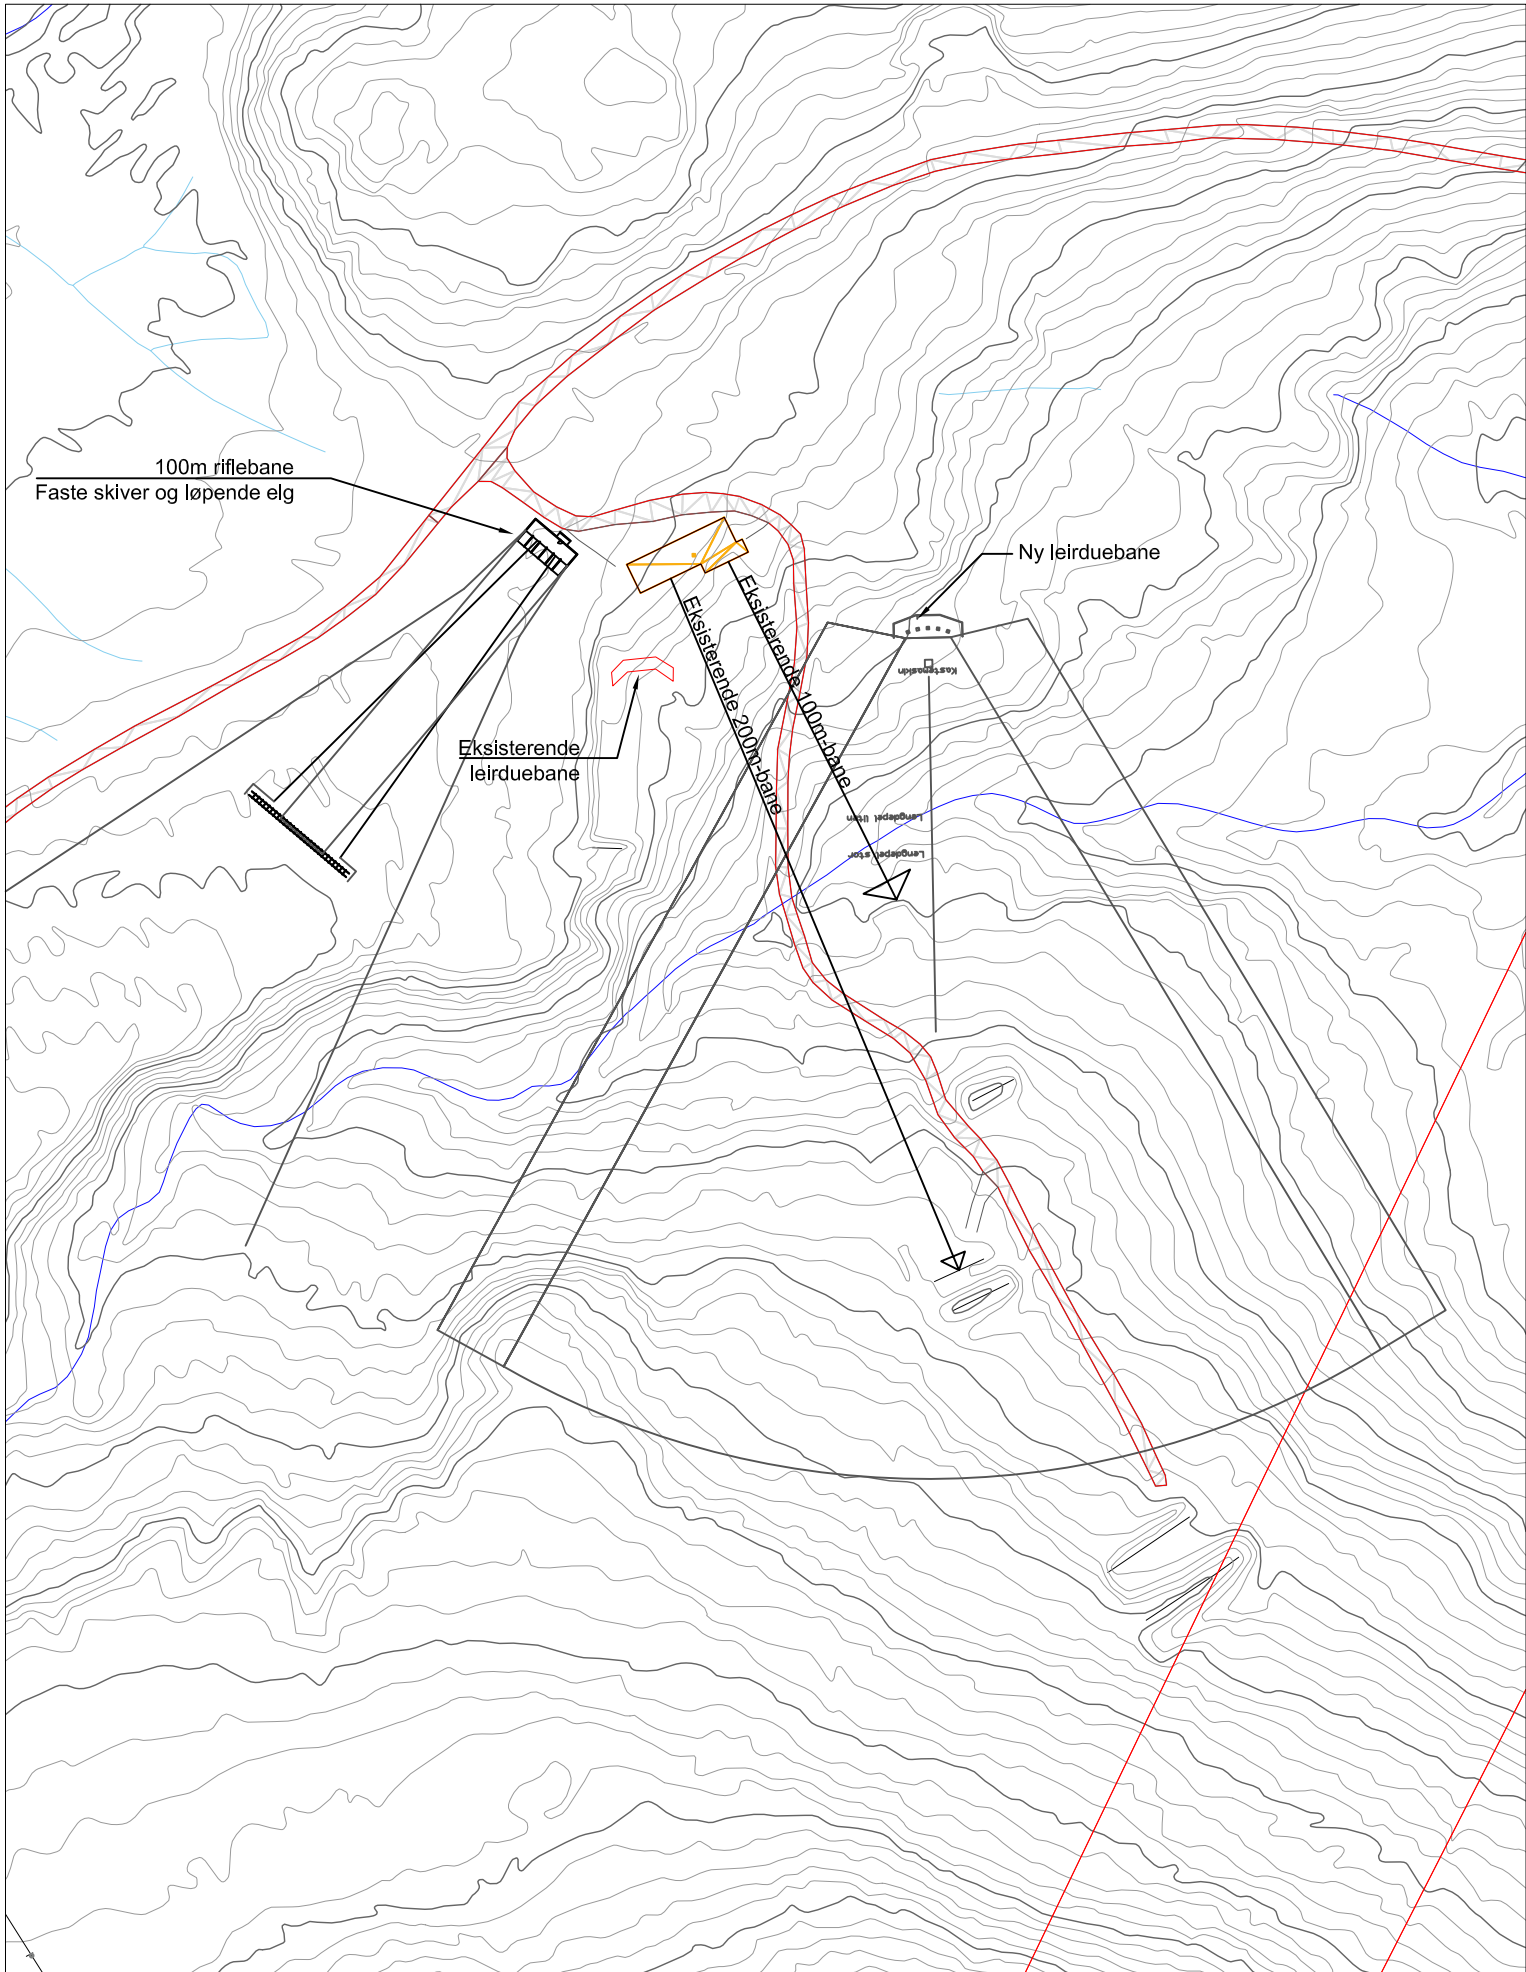 100m riflebane
Faste skiver og løpende elg
Ny leirduebane
Eksisterende 100m-bane
Eksisterende 200m-bane
Kastemaskin
Eksisterende
leirduebane
Lengdepel liten
Lengdepel stor